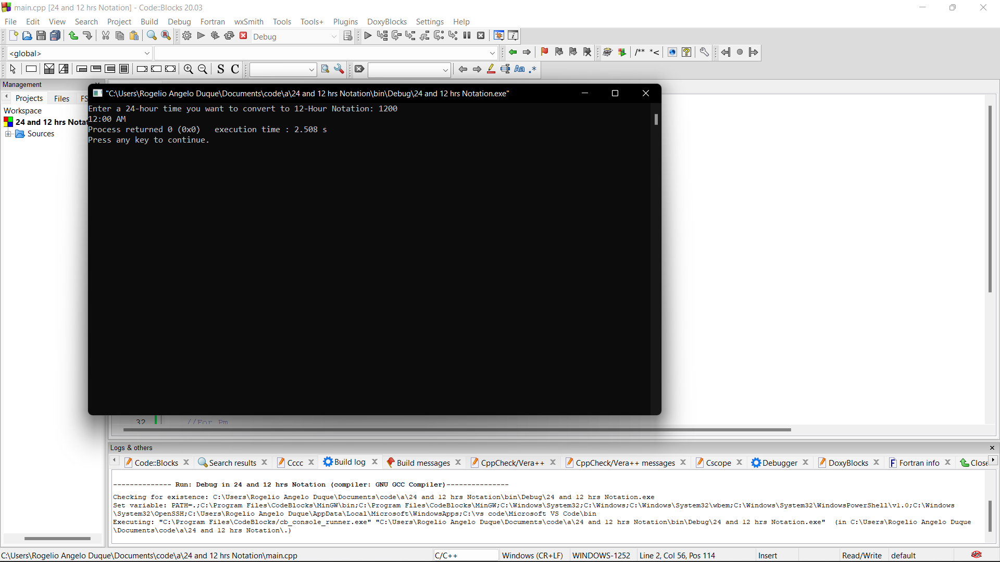 main.cpp [24 and 12 hrs Notation] - Code::Blocks 20.03
File Edit View Search Project Build Debug Fortran wxSmith Tools Tools+ Plugins DoxyBlocks Settings Help
Debug
<global>
/** *<
S C
Aa .*
Management
Projects Files FS
Workspace
24 and 12 hrs Notat
Sources
"C:\Users\Rogelio Angelo Duque\Documents\code\a\24 and 12 hrs Notation\bin\Debug\24 and 12 hrs Notation.exe"
Enter a 24-hour time you want to convert to 12-Hour Notation: 1200
12:00 AM
Process returned 0 (0x0)   execution time : 2.508 s
Press any key to continue.
32 //For Pm
Logs & others
Code::Blocks Search results Cccc Build log Build messages CppCheck/Vera++ CppCheck/Vera++ messages Cscope Debugger DoxyBlocks Fortran info Close
-------------- Run: Debug in 24 and 12 hrs Notation (compiler: GNU GCC Compiler)---------------
Checking for existence: C:\Users\Rogelio Angelo Duque\Documents\code\a\24 and 12 hrs Notation\bin\Debug\24 and 12 hrs Notation.exe
Set variable: PATH=.;C:\Program Files\CodeBlocks\MinGW\bin;C:\Program Files\CodeBlocks\MinGW;C:\Windows\System32;C:\Windows;C:\Windows\System32\wbem;C:\Windows\System32\WindowsPowerShell\v1.0;C:\Windows
\System32\OpenSSH;C:\Users\Rogelio Angelo Duque\AppData\Local\Microsoft\WindowsApps;C:\vs code\Microsoft VS Code\bin
Executing: "C:\Program Files\CodeBlocks/cb_console_runner.exe" "C:\Users\Rogelio Angelo Duque\Documents\code\a\24 and 12 hrs Notation\bin\Debug\24 and 12 hrs Notation.exe"  (in C:\Users\Rogelio Angelo Duque
\Documents\code\a\24 and 12 hrs Notation\.)
C:\Users\Rogelio Angelo Duque\Documents\code\a\24 and 12 hrs Notation\main.cpp C/C++ Windows (CR+LF) WINDOWS-1252 Line 2, Col 56, Pos 114 Insert Read/Write default abc